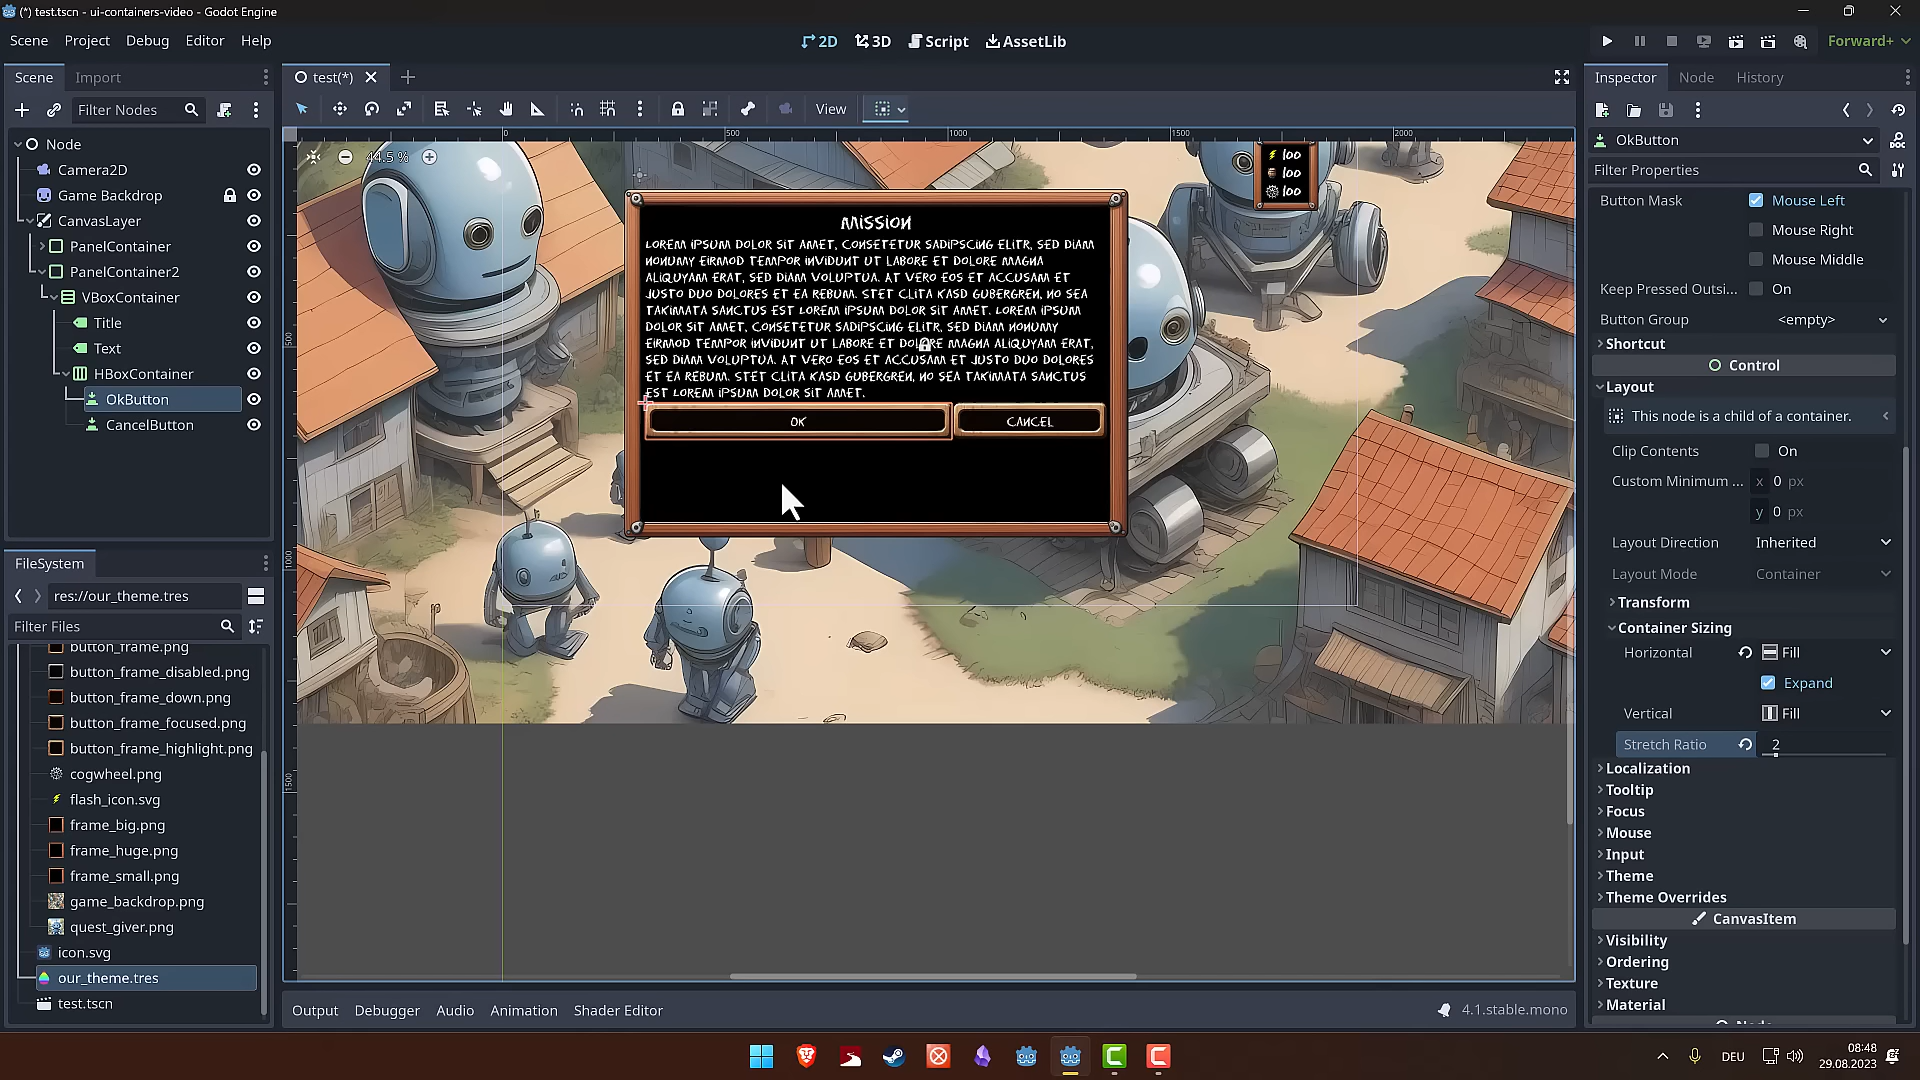 (*) test.tscn - ui-containers-video - Godot Engine
Scene Project Debug Editor Help
2D 3D Script AssetLib
Forward+
Scene Import
Filter Nodes
Node
Camera2D
Game Backdrop
CanvasLayer
PanelContainer
PanelContainer2
VBoxContainer
Title
Text
HBoxContainer
OkButton
CancelButton
FileSystem
res://our_theme.tres
Filter Files
button_frame.png
button_frame_disabled.png
button_frame_down.png
button_frame_focused.png
button_frame_highlight.png
cogwheel.png
flash_icon.svg
frame_big.png
frame_huge.png
frame_small.png
game_backdrop.png
quest_giver.png
icon.svg
our_theme.tres
test.tscn
test(*)
View
0 500 1000 1500 2000
500
1000
1500
44.5 %
100
100
100
MISSION
LOREM IPSUM DOLOR SIT AMET, CONSETETUR SADIPSCING ELITR, SED DIAM
NONUMY EIRMOD TEMPOR INVIDUNT UT LABORE ET DOLORE MAGNA
ALIQUYAM ERAT, SED DIAM VOLUPTUA. AT VERO EOS ET ACCUSAM ET
JUSTO DUO DOLORES ET EA REBUM. STET CLITA KASD GUBERGREN, NO SEA
TAKIMATA SANCTUS EST LOREM IPSUM DOLOR SIT AMET. LOREM IPSUM
DOLOR SIT AMET, CONSETETUR SADIPSCING ELITR, SED DIAM NONUMY
EIRMOD TEMPOR INVIDUNT UT LABORE ET DOLORE MAGNA ALIQUYAM ERAT,
SED DIAM VOLUPTUA. AT VERO EOS ET ACCUSAM ET JUSTO DUO DOLORES
ET EA REBUM. STET CLITA KASD GUBERGREN, NO SEA TAKIMATA SANCTUS
EST LOREM IPSUM DOLOR SIT AMET.
OK CANCEL
Output Debugger Audio Animation Shader Editor
4.1.stable.mono
Inspector Node History
OkButton
Filter Properties
Button Mask Mouse Left
Mouse Right
Mouse Middle
Keep Pressed Outsi... On
Button Group <empty>
Shortcut
Control
Layout
This node is a child of a container.
Clip Contents On
Custom Minimum ... x 0 px
y 0 px
Layout Direction Inherited
Layout Mode Container
Transform
Container Sizing
Horizontal Fill
Expand
Vertical Fill
Stretch Ratio 2
Localization
Tooltip
Focus
Mouse
Input
Theme
Theme Overrides
CanvasItem
Visibility
Ordering
Texture
Material
DEU
08:48
29.08.2023